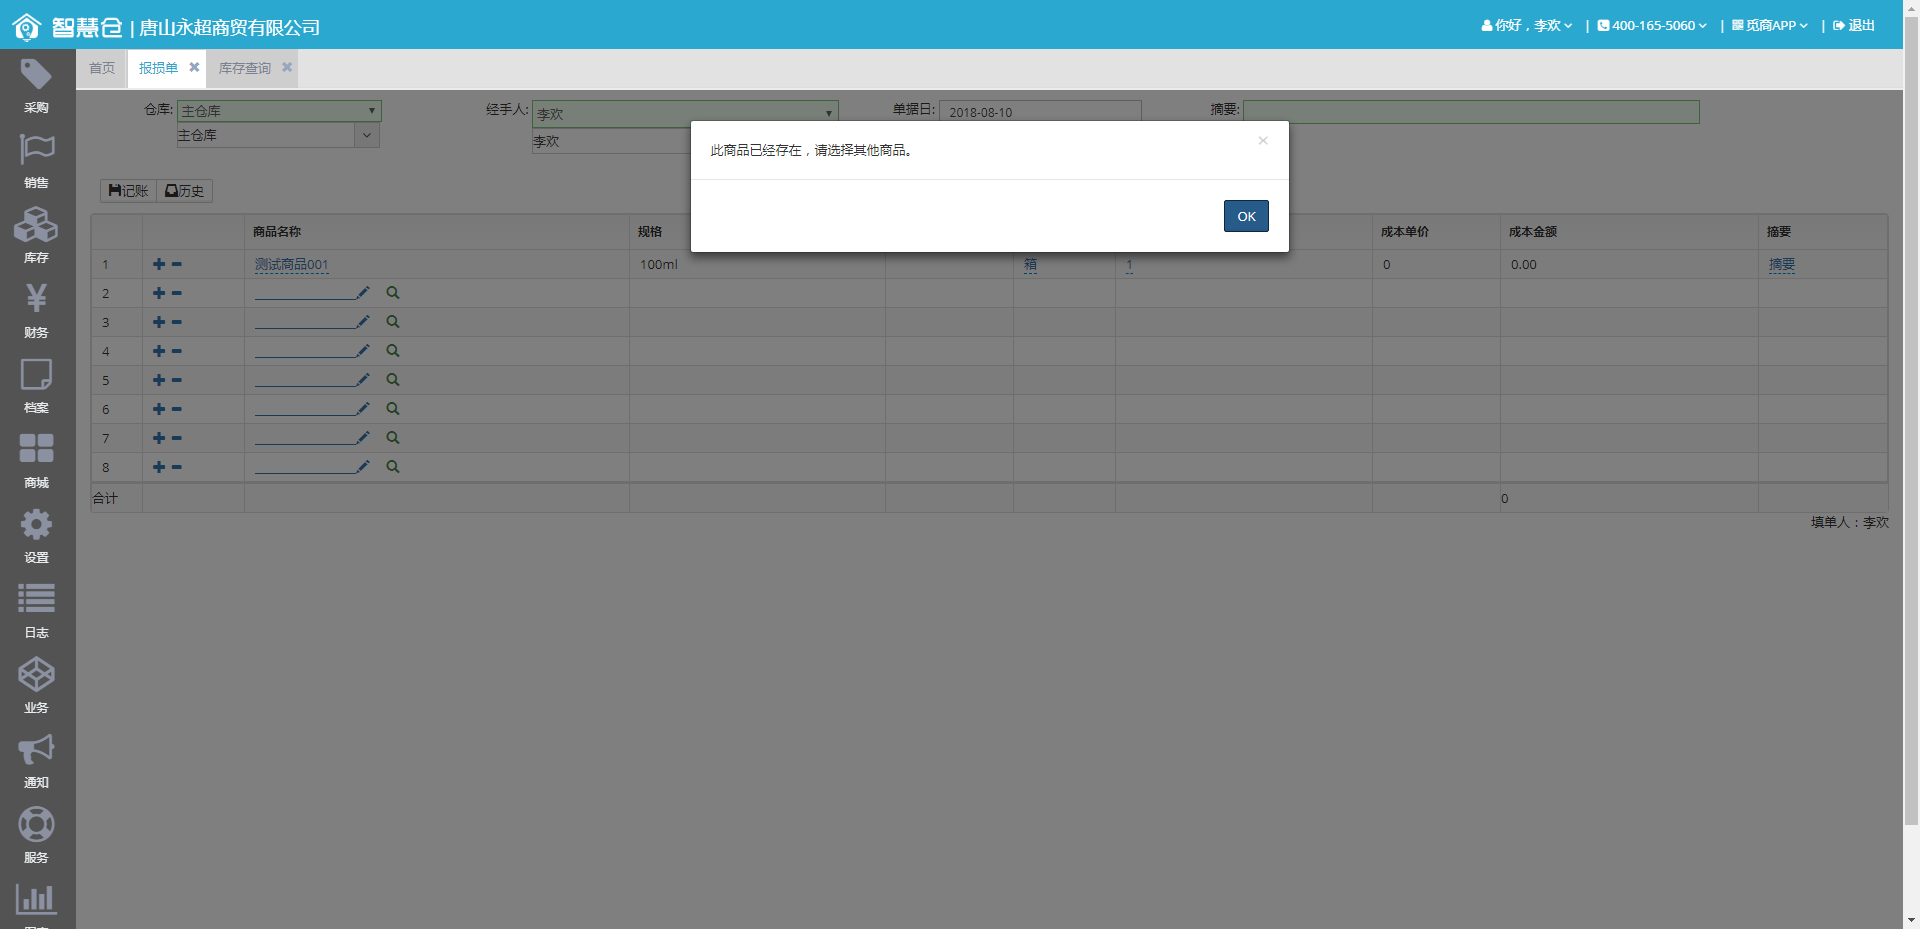 智慧仓 | 唐山永超商贸有限公司
你好，李欢 | 400-165-5060 | 觅商APP | 退出
首页 报损单 库存查询
采购
销售
库存
财务
档案
商城
设置
日志
业务
通知
服务
仓库: 主仓库 经手人: 李欢 单据日: 2018-08-10 摘要:
主仓库 李欢
此商品已经存在，请选择其他商品。
×
OK
记账 历史
商品名称 规格 成本单价 成本金额 摘要
1 测试商品001 100ml 箱 1 0 0.00 摘要
2
3
4
5
6
7
8
合计 0
填单人：李欢